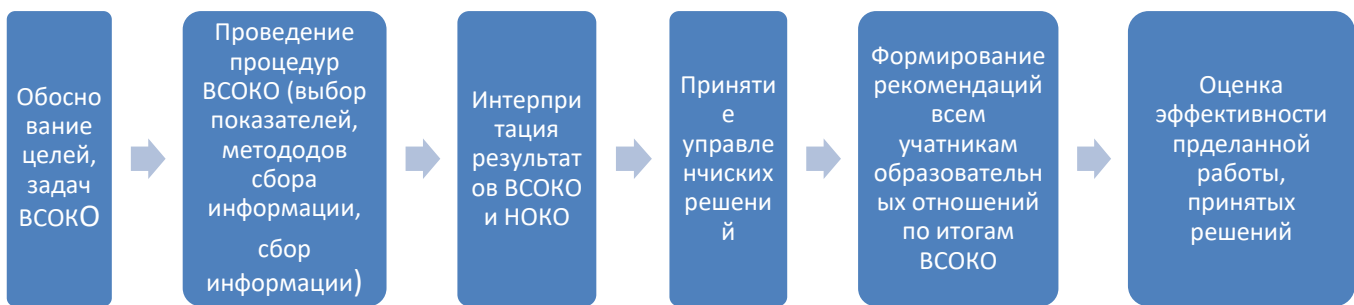 Обосно
вание
целей,
задач
ВСОКО
Проведение
процедур
ВСОКО (выбор
показателей,
метододов
сбора
информации,
сбор
информации)
Интерпри
тация
результат
ов ВСОКО
и НОКО
Приняти
е
управле
нчиских
решени
й
Формирование
рекомендаций
всем
учатникам
образовательн
ых отношений
по итогам
ВСОКО
Оценка
эффективности
прделанной
работы,
принятых
решений